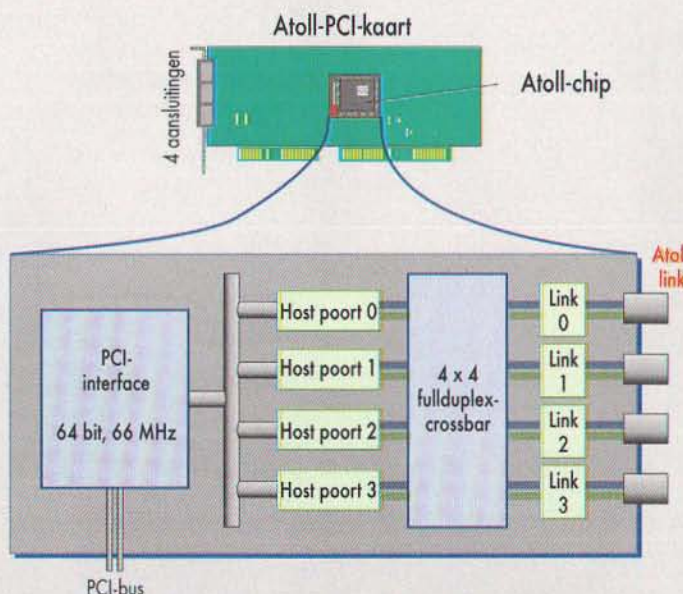 Atoll-PCI-kaart
4 aansluitingen
Atoll-chip
Atoll
link
PCI-
interface
64 bit, 66 MHz
Host poort 0
Host poort 1
Host poort 2
Host poort 3
4 x 4
fullduplex-
crossbar
Link
0
Link
1
Link
2
Link
3
PCI-bus